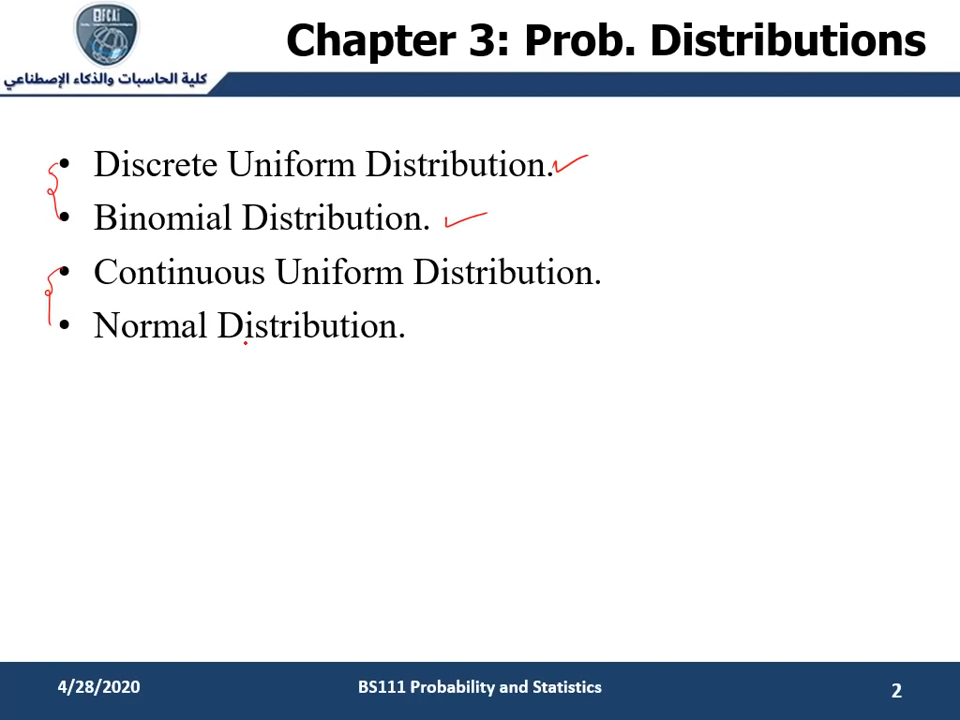 BFCAI
كلية الحاسبات والذكاء الإصطناعي
Chapter 3: Prob. Distributions
• Discrete Uniform Distribution.
• Binomial Distribution.
• Continuous Uniform Distribution.
• Normal Distribution.
4/28/2020
BS111 Probability and Statistics
2